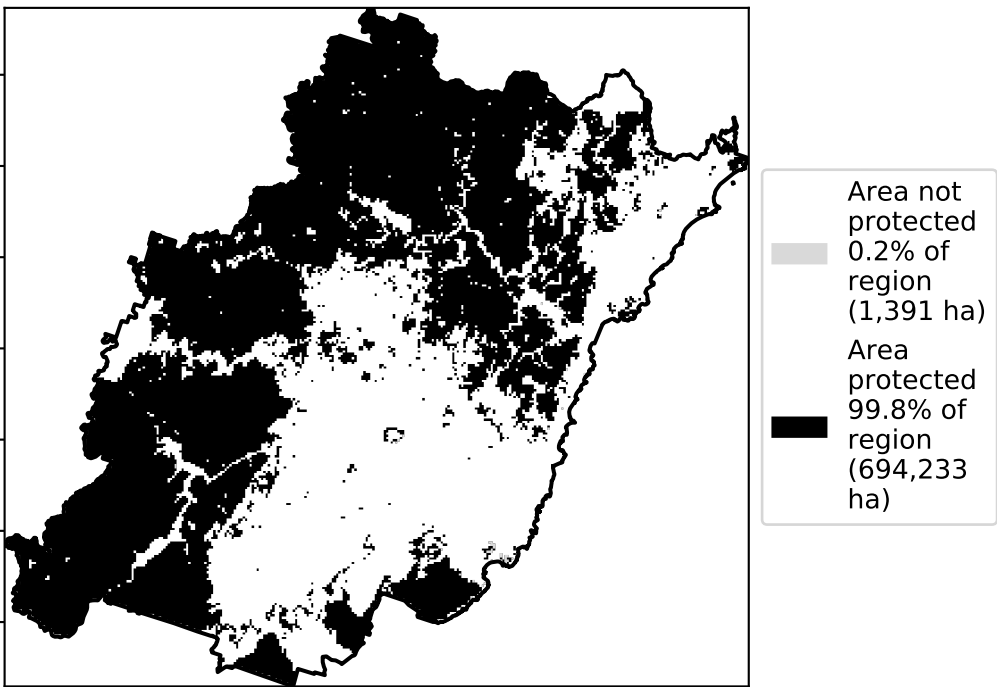 Area not
protected
0.2% of
region
(1,391 ha)
Area
protected
99.8% of
region
(694,233
ha)